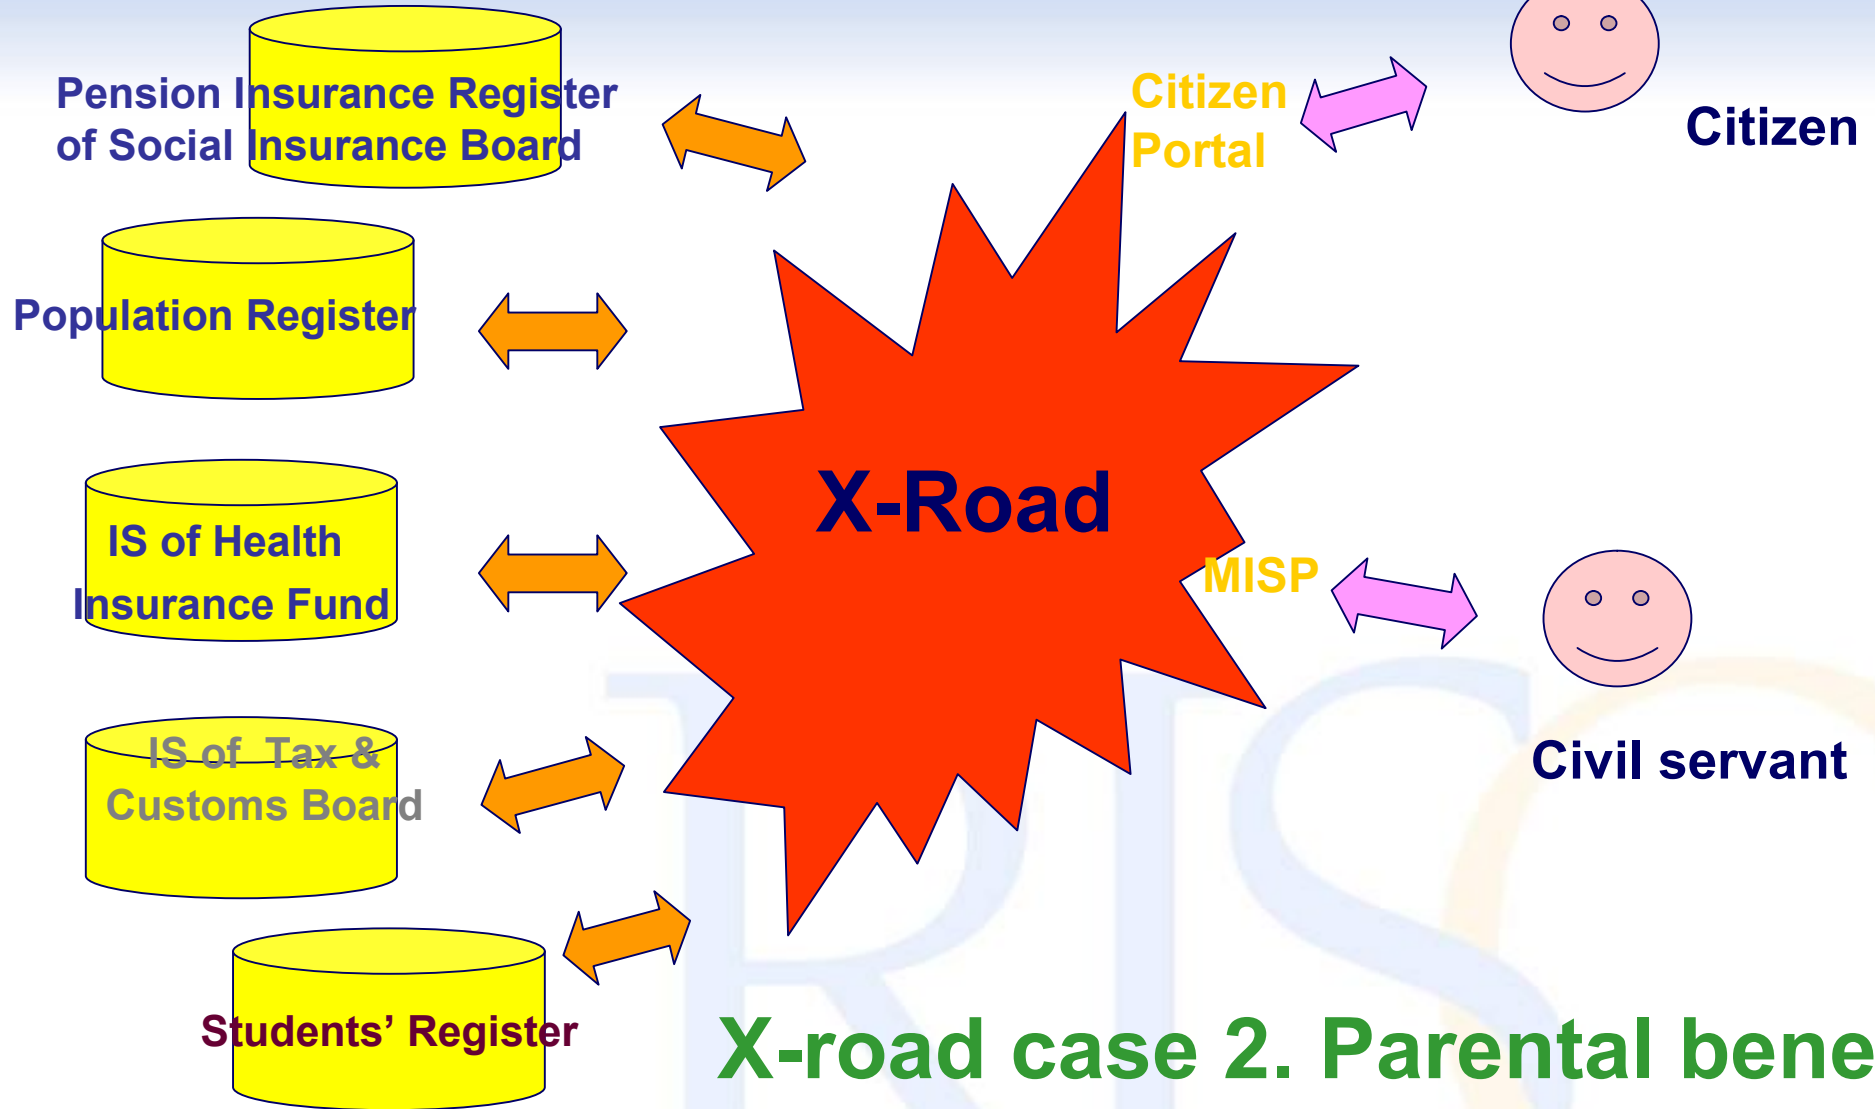 Pension Insurance Register
of Social Insurance Board
Citizen
Portal
Citizen
Population Register
X-Road
IS of Health
Insurance Fund
MISP
IS of Tax &
Customs Board
Civil servant
Students’ Register
X-road case 2. Parental bene
RISO